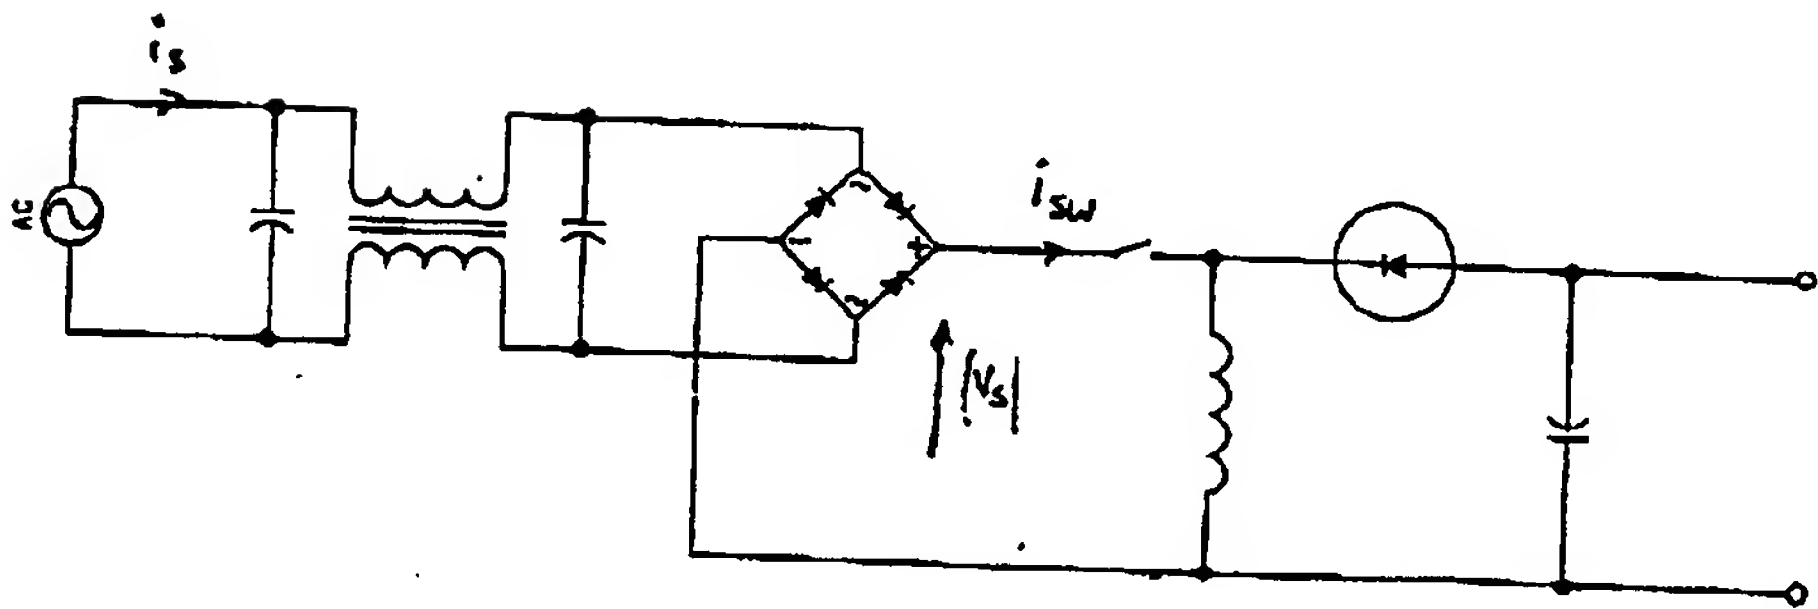 i_s
AC
~
-
+
~
i_sw
|V_s|